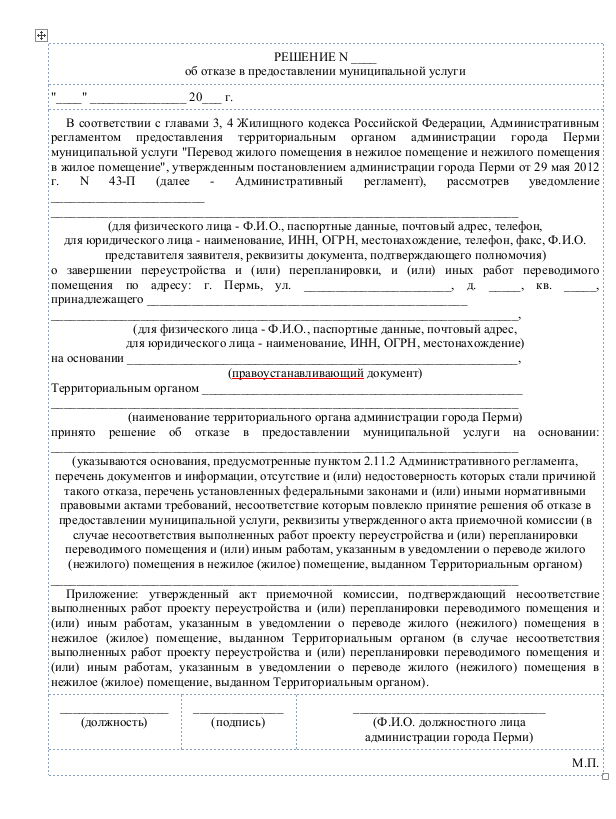 РЕШЕНИЕ N ____
об отказе в предоставлении муниципальной услуги
"____" _______________ 20___ г.
В соответствии с главами 3, 4 Жилищного кодекса Российской Федерации, Административным
регламентом предоставления территориальным органом администрации города Перми
муниципальной услуги "Перевод жилого помещения в нежилое помещение и нежилого помещения
в жилое помещение", утвержденным постановлением администрации города Перми от 29 мая 2012
г. N 43-П (далее - Административный регламент), рассмотрев уведомление
________________________
_________________________________________________________________________
(для физического лица - Ф.И.О., паспортные данные, почтовый адрес, телефон,
для юридического лица - наименование, ИНН, ОГРН, местонахождение, телефон, факс, Ф.И.О.
представителя заявителя, реквизиты документа, подтверждающего полномочия)
о завершении переустройства и (или) перепланировки, и (или) иных работ переводимого
помещения по адресу: г. Пермь, ул. _______________________, д. _____, кв. _____,
принадлежащего __________________________________________________
_________________________________________________________________________,
(для физического лица - Ф.И.О., паспортные данные, почтовый адрес,
для юридического лица - наименование, ИНН, ОГРН, местонахождение)
на основании _____________________________________________________________,
(правоустанавливающий документ)
Территориальным органом __________________________________________________
_________________________________________________________________________
(наименование территориального органа администрации города Перми)
принято решение об отказе в предоставлении муниципальной услуги на основании:
_________________________________________________________________________
(указываются основания, предусмотренные пунктом 2.11.2 Административного регламента,
перечень документов и информации, отсутствие и (или) недостоверность которых стали причиной
такого отказа, перечень установленных федеральными законами и (или) иными нормативными
правовыми актами требований, несоответствие которым повлекло принятие решения об отказе в
предоставлении муниципальной услуги, реквизиты утвержденного акта приемочной комиссии (в
случае несоответствия выполненных работ проекту переустройства и (или) перепланировки
переводимого помещения и (или) иным работам, указанным в уведомлении о переводе жилого
(нежилого) помещения в нежилое (жилое) помещение, выданном Территориальным органом)
_________________________________________________________________________
Приложение: утвержденный акт приемочной комиссии, подтверждающий несоответствие
выполненных работ проекту переустройства и (или) перепланировки переводимого помещения и
(или) иным работам, указанным в уведомлении о переводе жилого (нежилого) помещения в
нежилое (жилое) помещение, выданном Территориальным органом (в случае несоответствия
выполненных работ проекту переустройства и (или) перепланировки переводимого помещения и
(или) иным работам, указанным в уведомлении о переводе жилого (нежилого) помещения в
нежилое (жилое) помещение, выданном Территориальным органом).
_________________ ______________ ______________________________
(должность) (подпись) (Ф.И.О. должностного лица
администрации города Перми)
М.П.